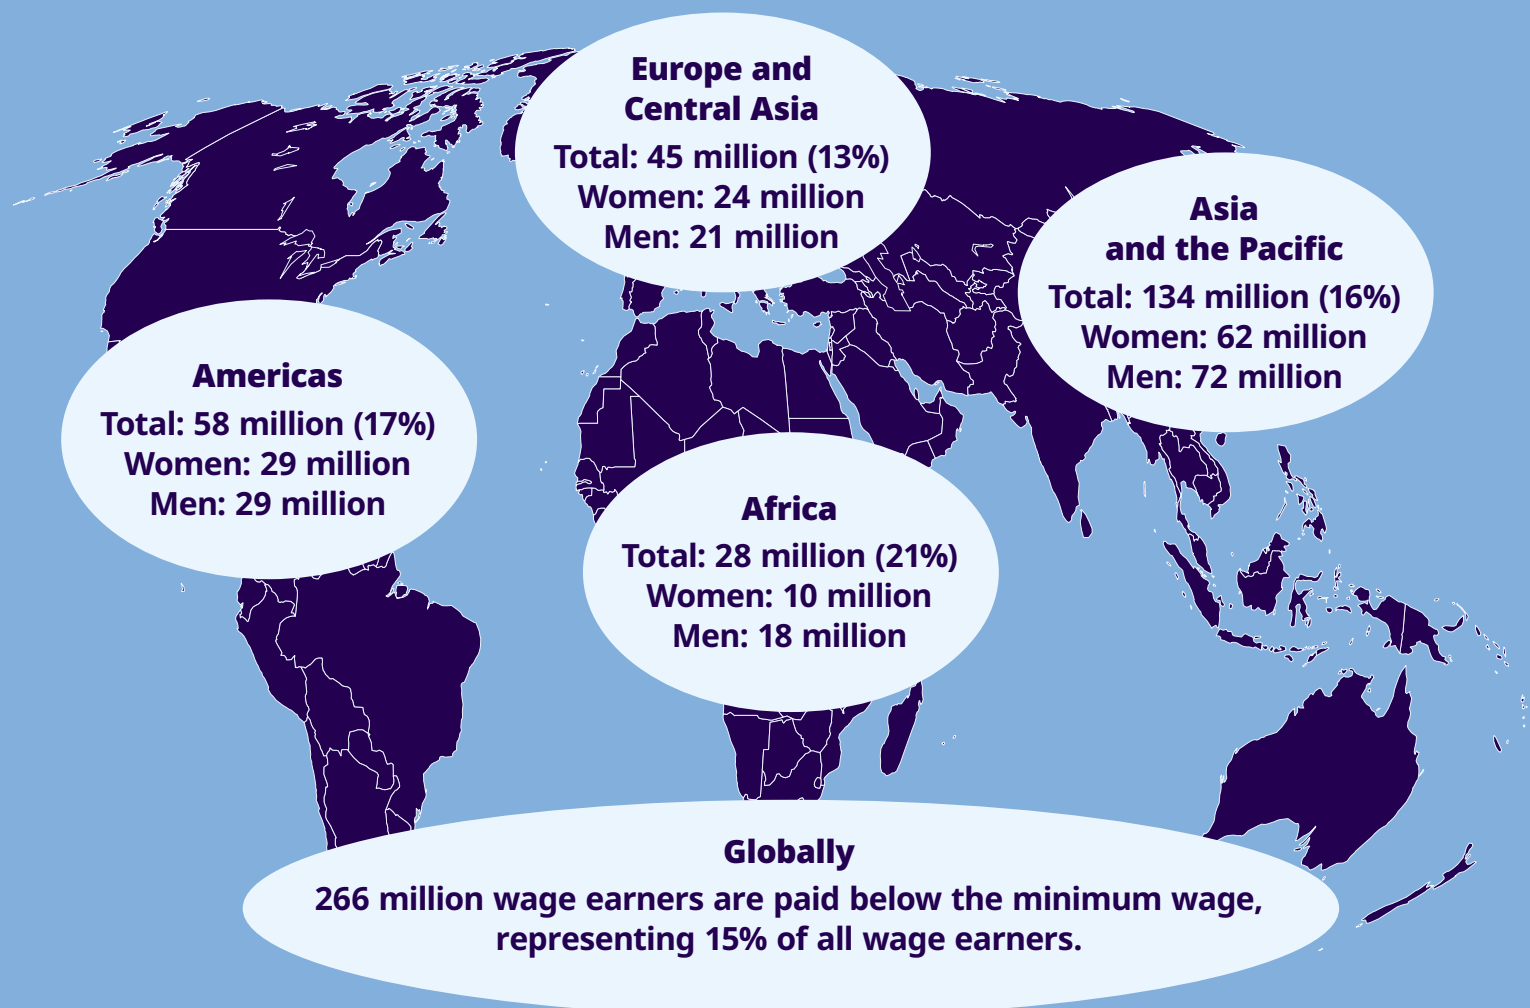 Europe and
Central Asia
Total: 45 million (13%)
Women: 24 million
Men: 21 million
Asia
and the Pacific
Total: 134 million (16%)
Women: 62 million
Men: 72 million
Americas
Total: 58 million (17%)
Women: 29 million
Men: 29 million
Africa
Total: 28 million (21%)
Women: 10 million
Men: 18 million
Globally
266 million wage earners are paid below the minimum wage,
representing 15% of all wage earners.